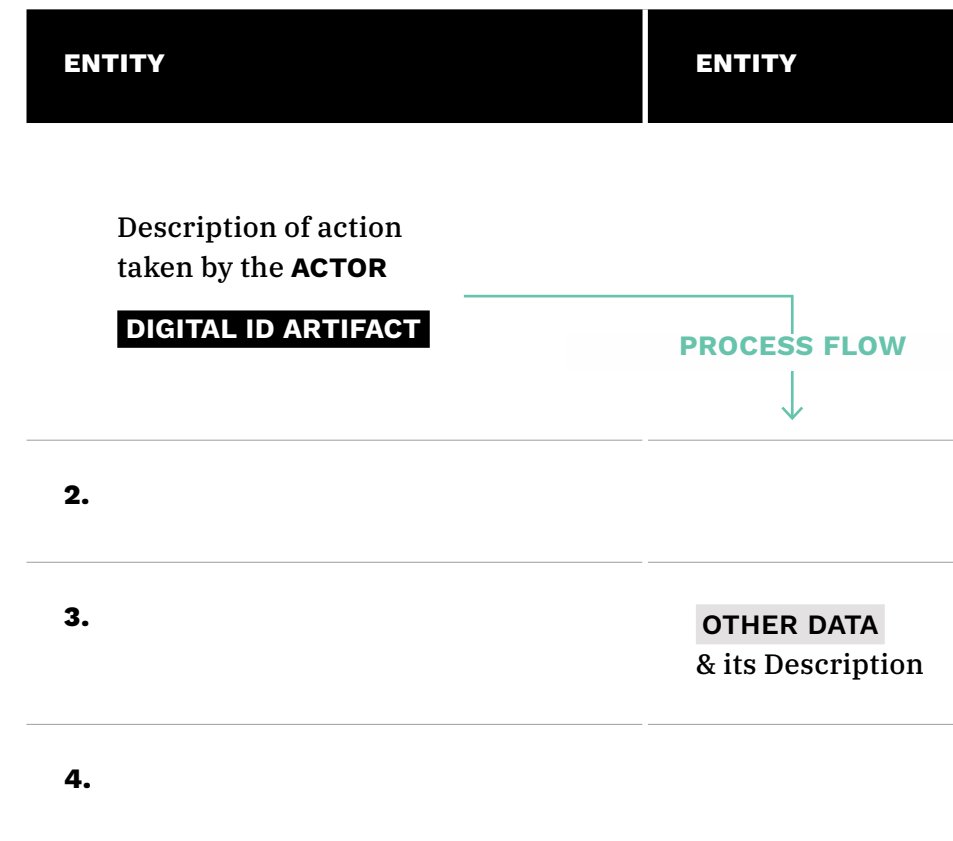 ENTITY
ENTITY
Description of action
taken by the ACTOR
DIGITAL ID ARTIFACT
PROCESS FLOW
2.
3.
OTHER DATA
& its Description
4.